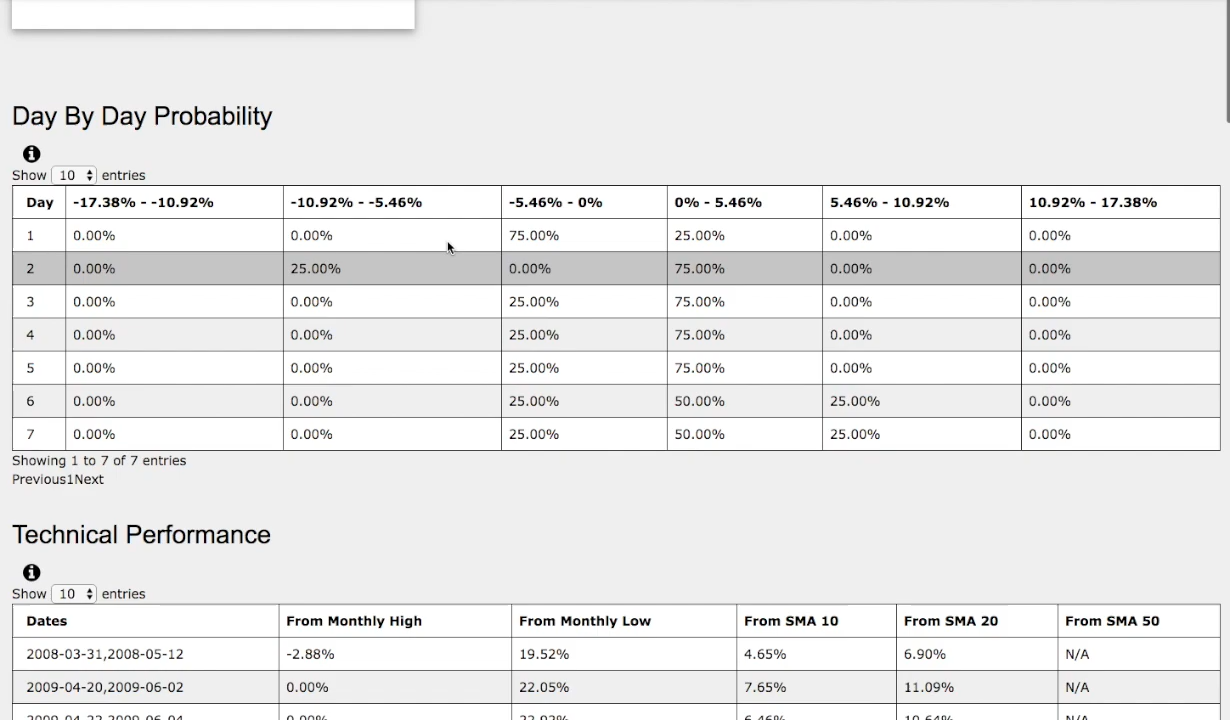 Day By Day Probability
Show 10 entries
Day -17.38% - -10.92% -10.92% - -5.46% -5.46% - 0% 0% - 5.46% 5.46% - 10.92% 10.92% - 17.38%
1 0.00% 0.00% 75.00% 25.00% 0.00% 0.00%
2 0.00% 25.00% 0.00% 75.00% 0.00% 0.00%
3 0.00% 0.00% 25.00% 75.00% 0.00% 0.00%
4 0.00% 0.00% 25.00% 75.00% 0.00% 0.00%
5 0.00% 0.00% 25.00% 75.00% 0.00% 0.00%
6 0.00% 0.00% 25.00% 50.00% 25.00% 0.00%
7 0.00% 0.00% 25.00% 50.00% 25.00% 0.00%
Showing 1 to 7 of 7 entries
Previous1Next
Technical Performance
Show 10 entries
Dates From Monthly High From Monthly Low From SMA 10 From SMA 20 From SMA 50
2008-03-31,2008-05-12 -2.88% 19.52% 4.65% 6.90% N/A
2009-04-20,2009-06-02 0.00% 22.05% 7.65% 11.09% N/A